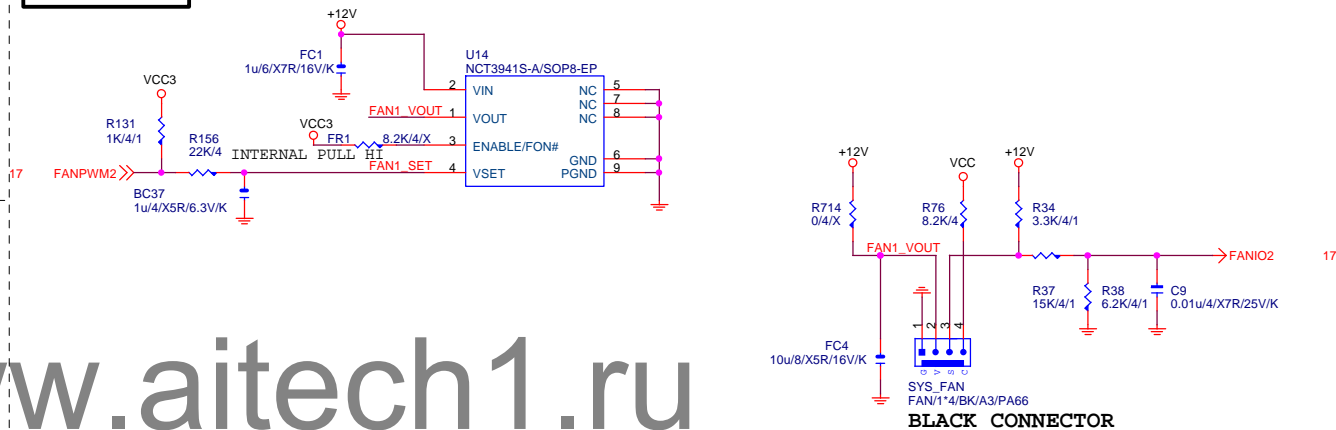 +12V
FC1
1u/6/X7R/16V/K
U14
NCT3941S-A/SOP8-EP
2 VIN
1 VOUT
3 ENABLE/FON#
4 VSET
NC 5
NC 7
NC 8
GND 6
PGND 9
FAN1_VOUT
VCC3
FR1 8.2K/4/X
INTERNAL PULL HI
FAN1_SET
VCC3
R131
1K/4/1
R156
22K/4
17 FANPWM2
BC37
1u/4/X5R/6.3V/K
+12V
VCC
+12V
R714
0/4/X
R76
8.2K/4
R34
3.3K/4/1
FAN1_VOUT
FANIO2 17
R37
15K/4/1
R38
6.2K/4/1
C9
0.01u/4/X7R/25V/K
FC4
10u/8/X5R/16V/K
1 2 3 4
G V S C
SYS_FAN
FAN/1*4/BK/A3/PA66
BLACK CONNECTOR
w.aitech1.ru